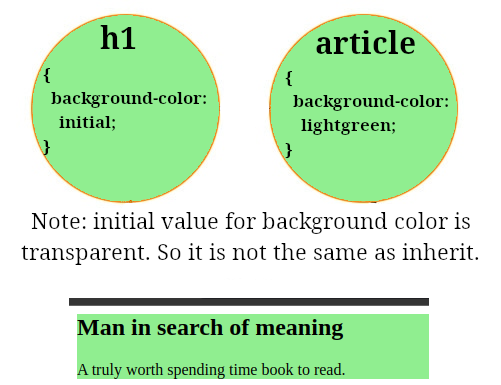 h1
{
background-color:
initial;
}
article
{
background-color:
lightgreen;
}
Note: initial value for background color is
transparent. So it is not the same as inherit.
Man in search of meaning
A truly worth spending time book to read.